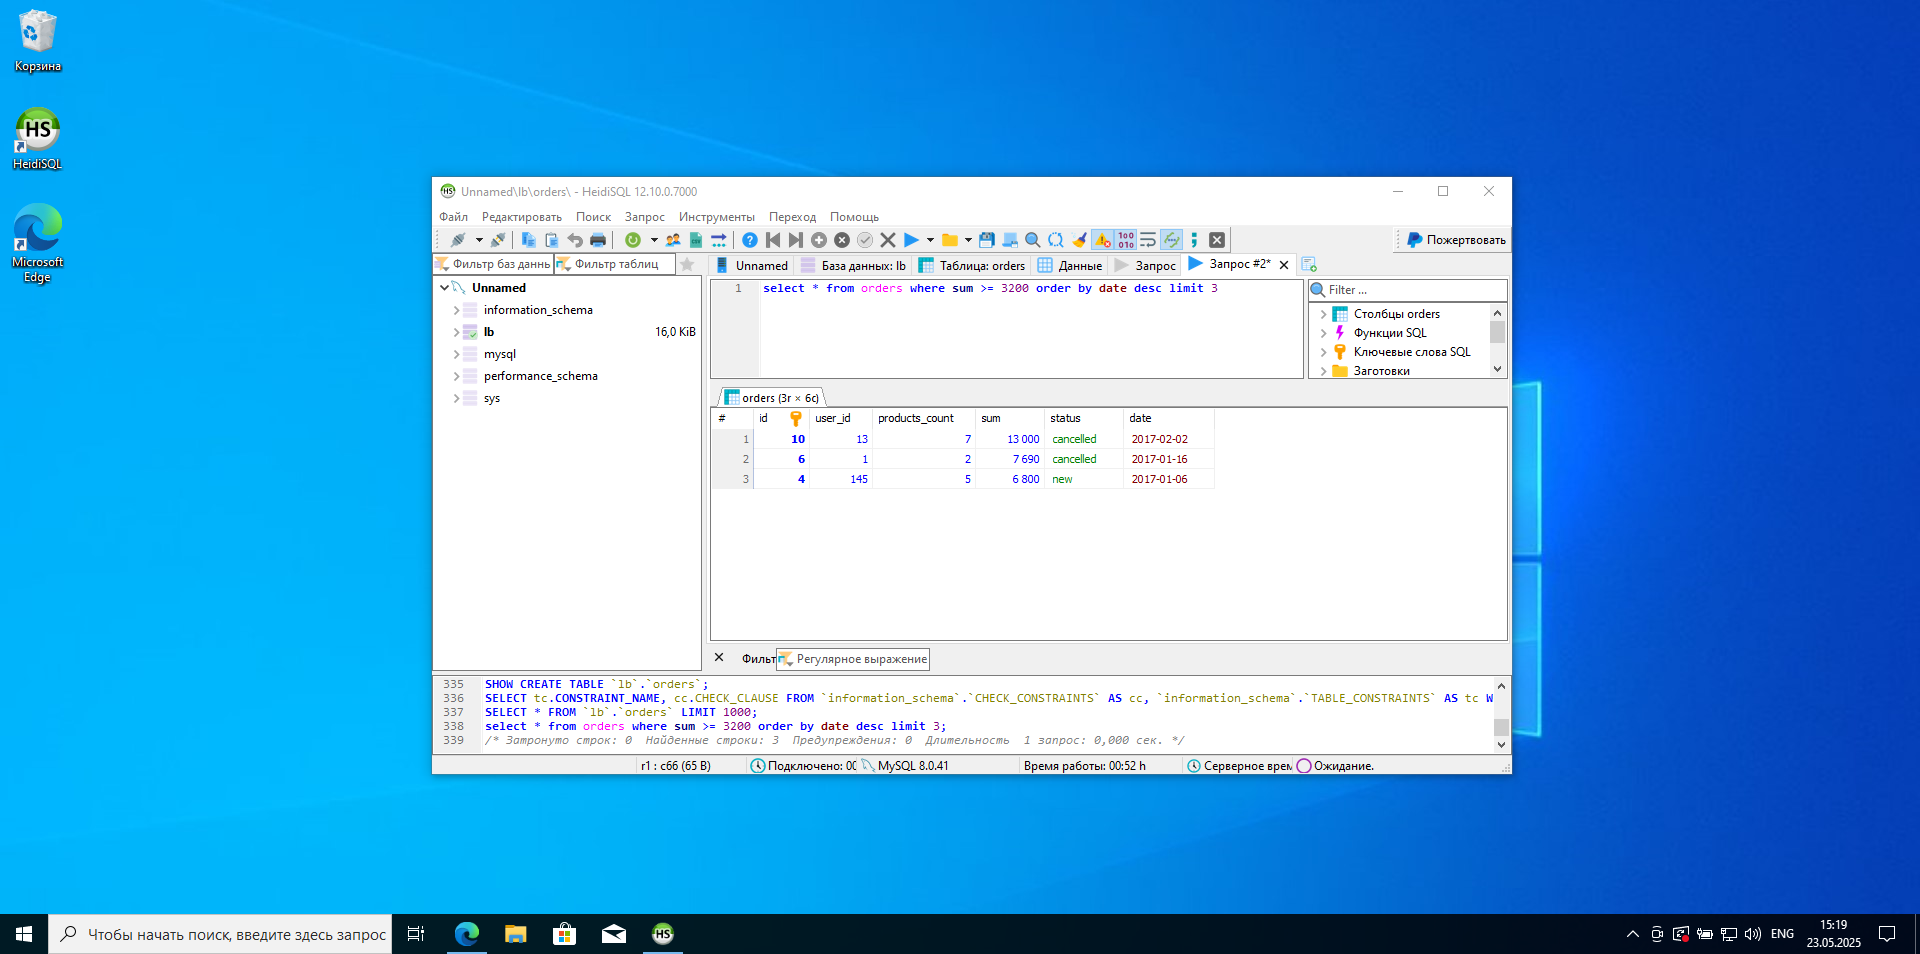 Корзина
HS
HeidiSQL
Microsoft
Edge
HS Unnamed\lb\orders\ - HeidiSQL 12.10.0.7000
Файл Редактировать Поиск Запрос Инструменты Переход Помощь
Пожертвовать
Фильтр баз даннь Фильтр таблиц
Unnamed База данных: lb Таблица: orders Данные Запрос Запрос #2*
Unnamed
information_schema
lb 16,0 KiB
mysql
performance_schema
sys
1 select * from orders where sum >= 3200 order by date desc limit 3
Filter ...
Столбцы orders
Функции SQL
Ключевые слова SQL
Заготовки
orders (3r × 6c)
# id user_id products_count sum status date
1 10 13 7 13 000 cancelled 2017-02-02
2 6 1 2 7 690 cancelled 2017-01-16
3 4 145 5 6 800 new 2017-01-06
Фильт Регулярное выражение
335 SHOW CREATE TABLE `lb`.`orders`;
336 SELECT tc.CONSTRAINT_NAME, cc.CHECK_CLAUSE FROM `information_schema`.`CHECK_CONSTRAINTS` AS cc, `information_schema`.`TABLE_CONSTRAINTS` AS tc W
337 SELECT * FROM `lb`.`orders` LIMIT 1000;
338 select * from orders where sum >= 3200 order by date desc limit 3;
339 /* Затронуто строк: 0 Найденные строки: 3 Предупреждения: 0 Длительность 1 запрос: 0,000 сек. */
r1 : c66 (65 B) Подключено: 00 MySQL 8.0.41 Время работы: 00:52 h Серверное врем Ожидание.
Чтобы начать поиск, введите здесь запрос
HS
ENG
15:19
23.05.2025